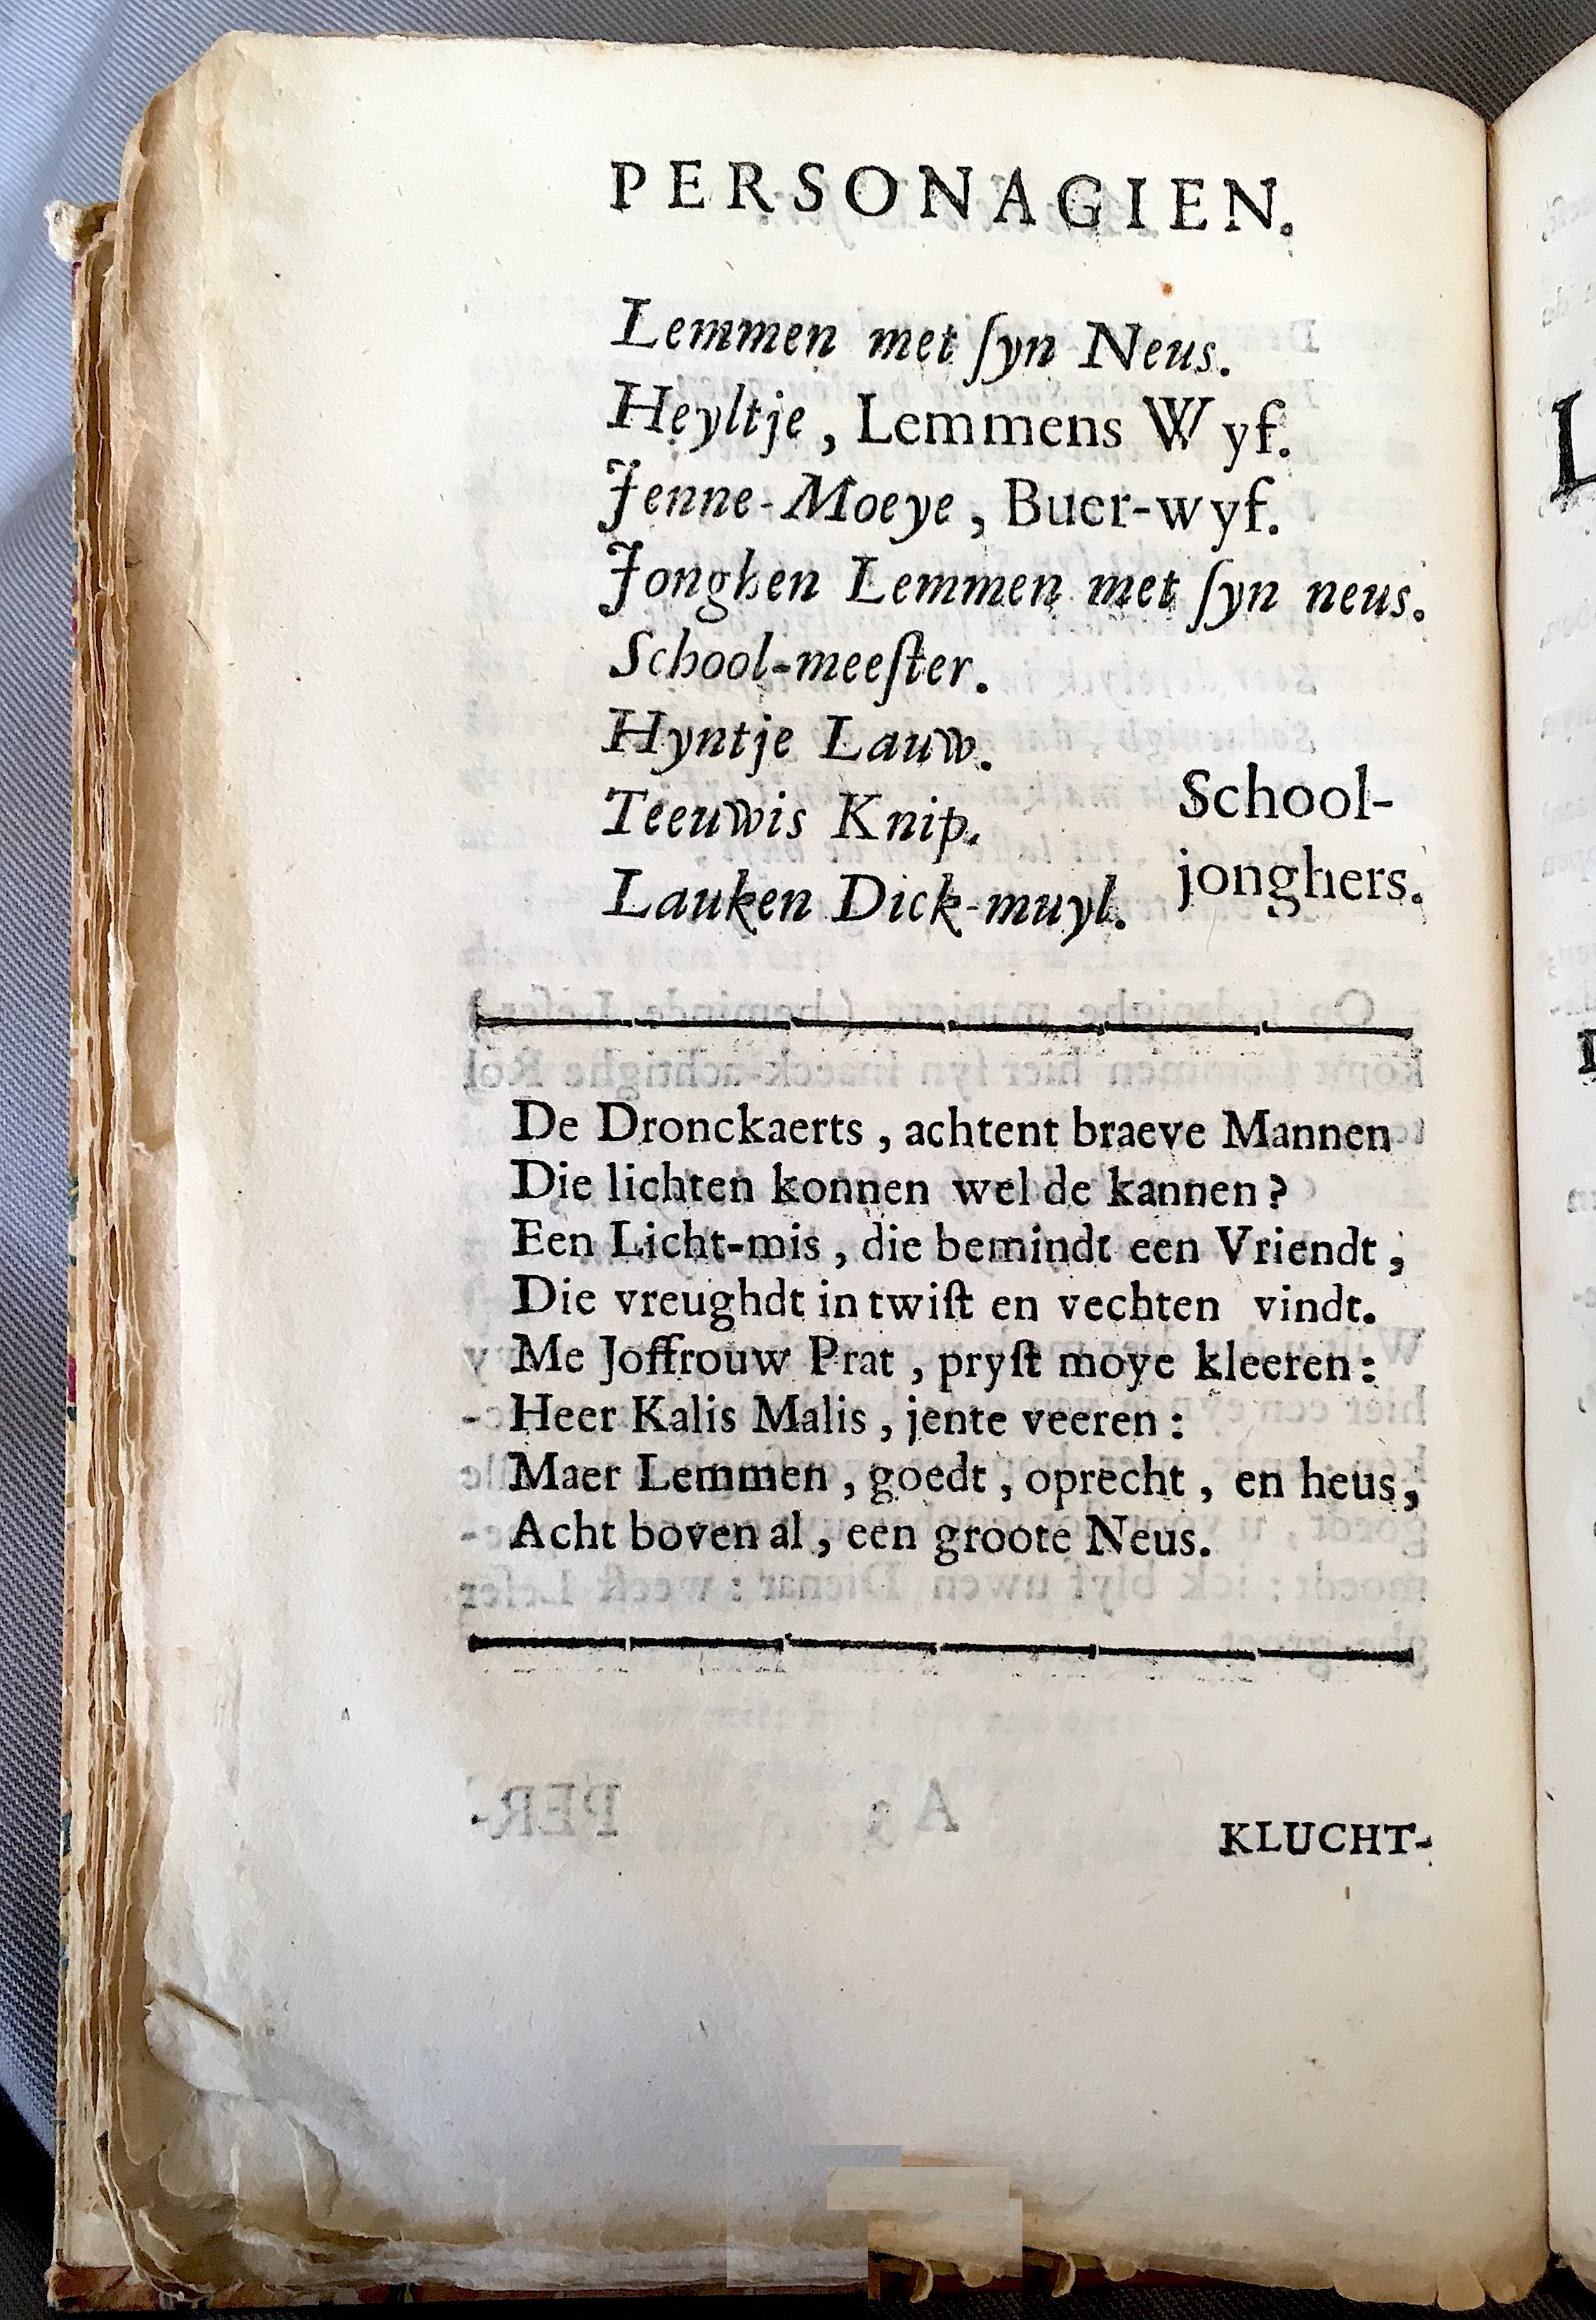 PERSONAGIEN.
Lemmen met ſyn Neus.
Heyltje, Lemmens Wyf.
Jenne-Moeye, Buer-wyf.
Jonghen Lemmen met ſyn neus.
School-meeſter.
Hyntje Lauw.
Teeuwis Knip.
Lauken Dick-muyl.
School-
jonghers.
De Dronckaerts, achtent braeve Mannen
Die lichten konnen wel de kannen?
Een Licht-mis, die bemindt een Vriendt,
Die vreughdt in twiſt en vechten vindt.
Me Joffrouw Prat, pryſt moye kleeren:
Heer Kalis Malis, jente veeren:
Maer Lemmen, goedt, oprecht, en heus,
Acht boven al, een groote Neus.
KLUCHT-